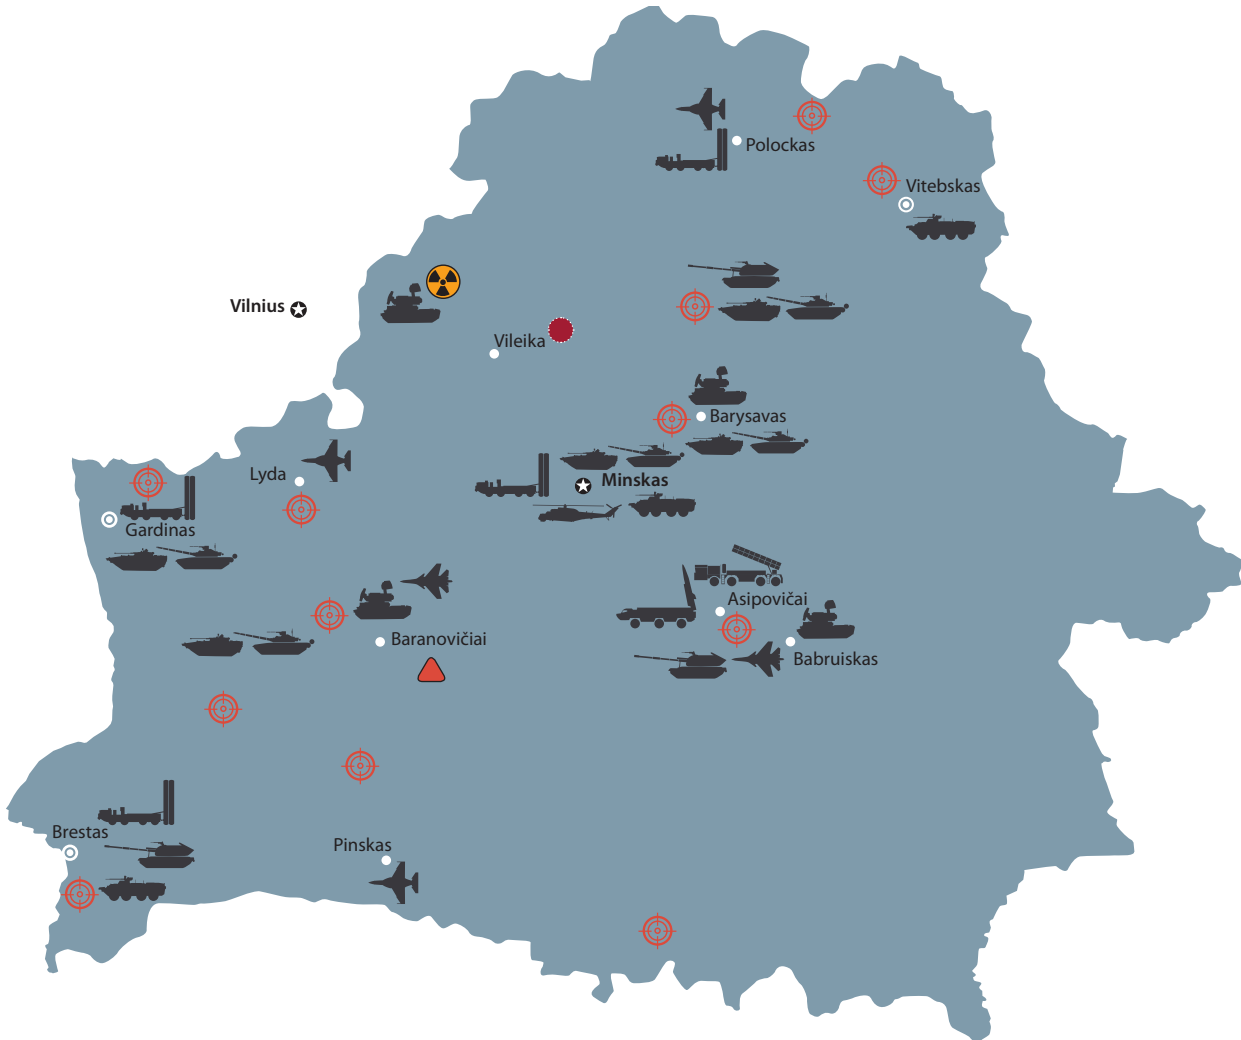 Polockas
Vitebskas
Vilnius
Vileika
Barysavas
Lyda
Minskas
Gardinas
Asipovičai
Baranovičiai
Babruiskas
Brestas
Pinskas